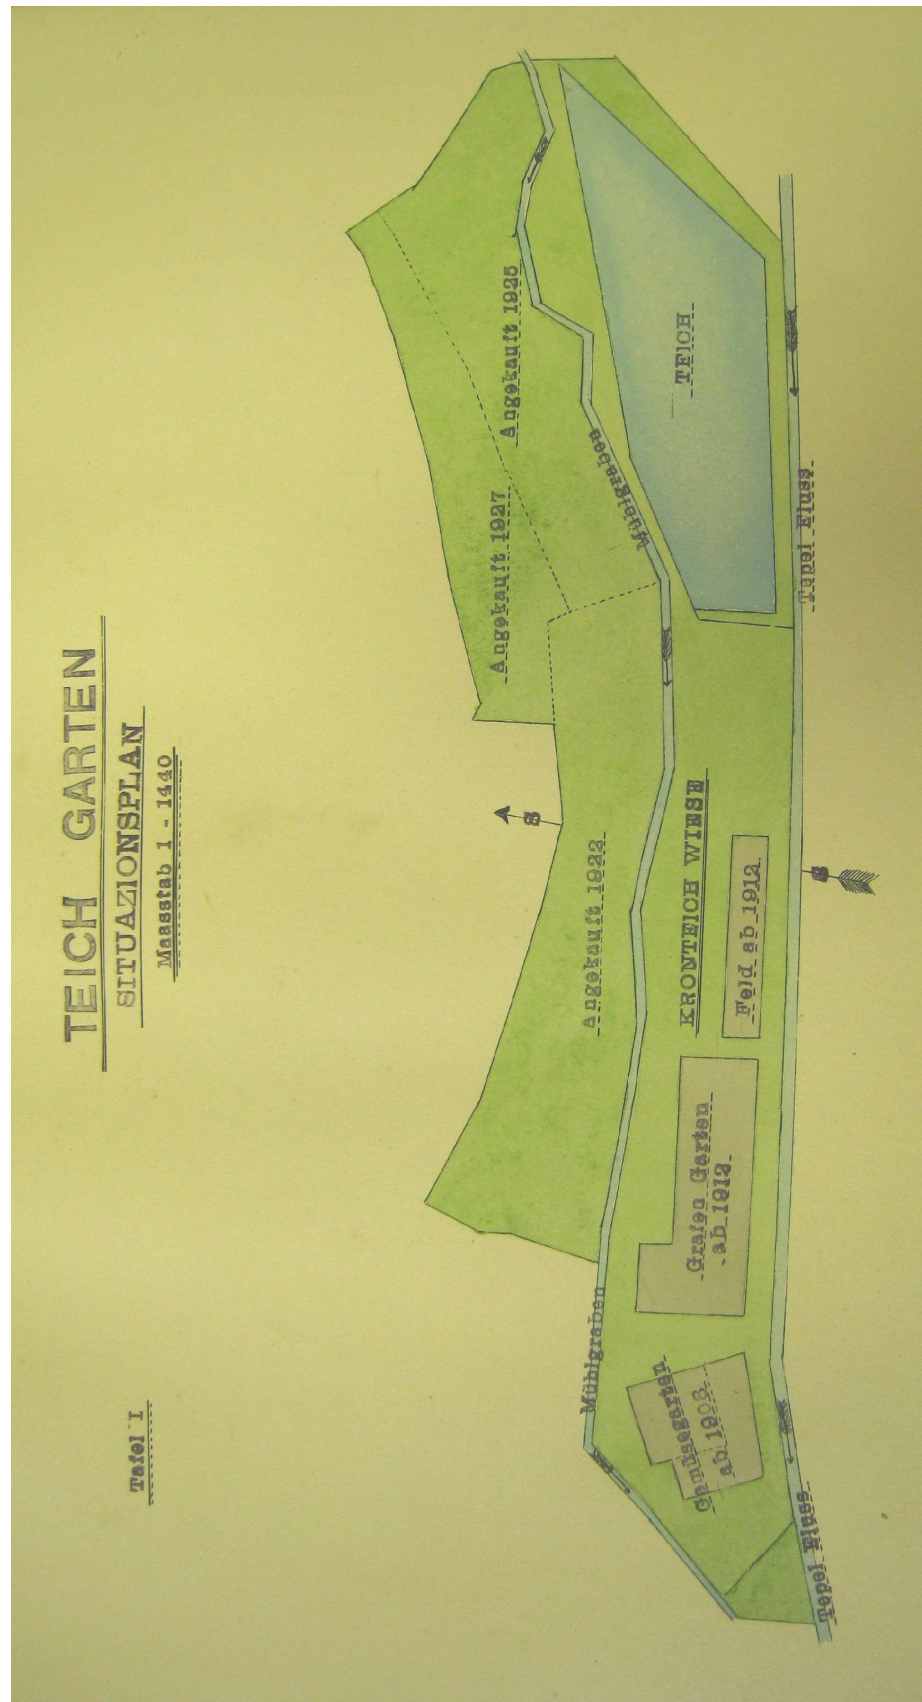 Tafel I
TEICH GARTEN
SITUAZIONSPLAN
Maasstab 1 - 1440
Angekauft 1927
Angekauft 1925
Angekauft 1922
Mühlgraben
Mühlgraben
TEICH
S
KRONTEICH WIESE
Feld ab 1912
Grafen Garten
ab 1912
Gemüsegarten
ab 1908
Tepel Fluss
Tepel Fluss